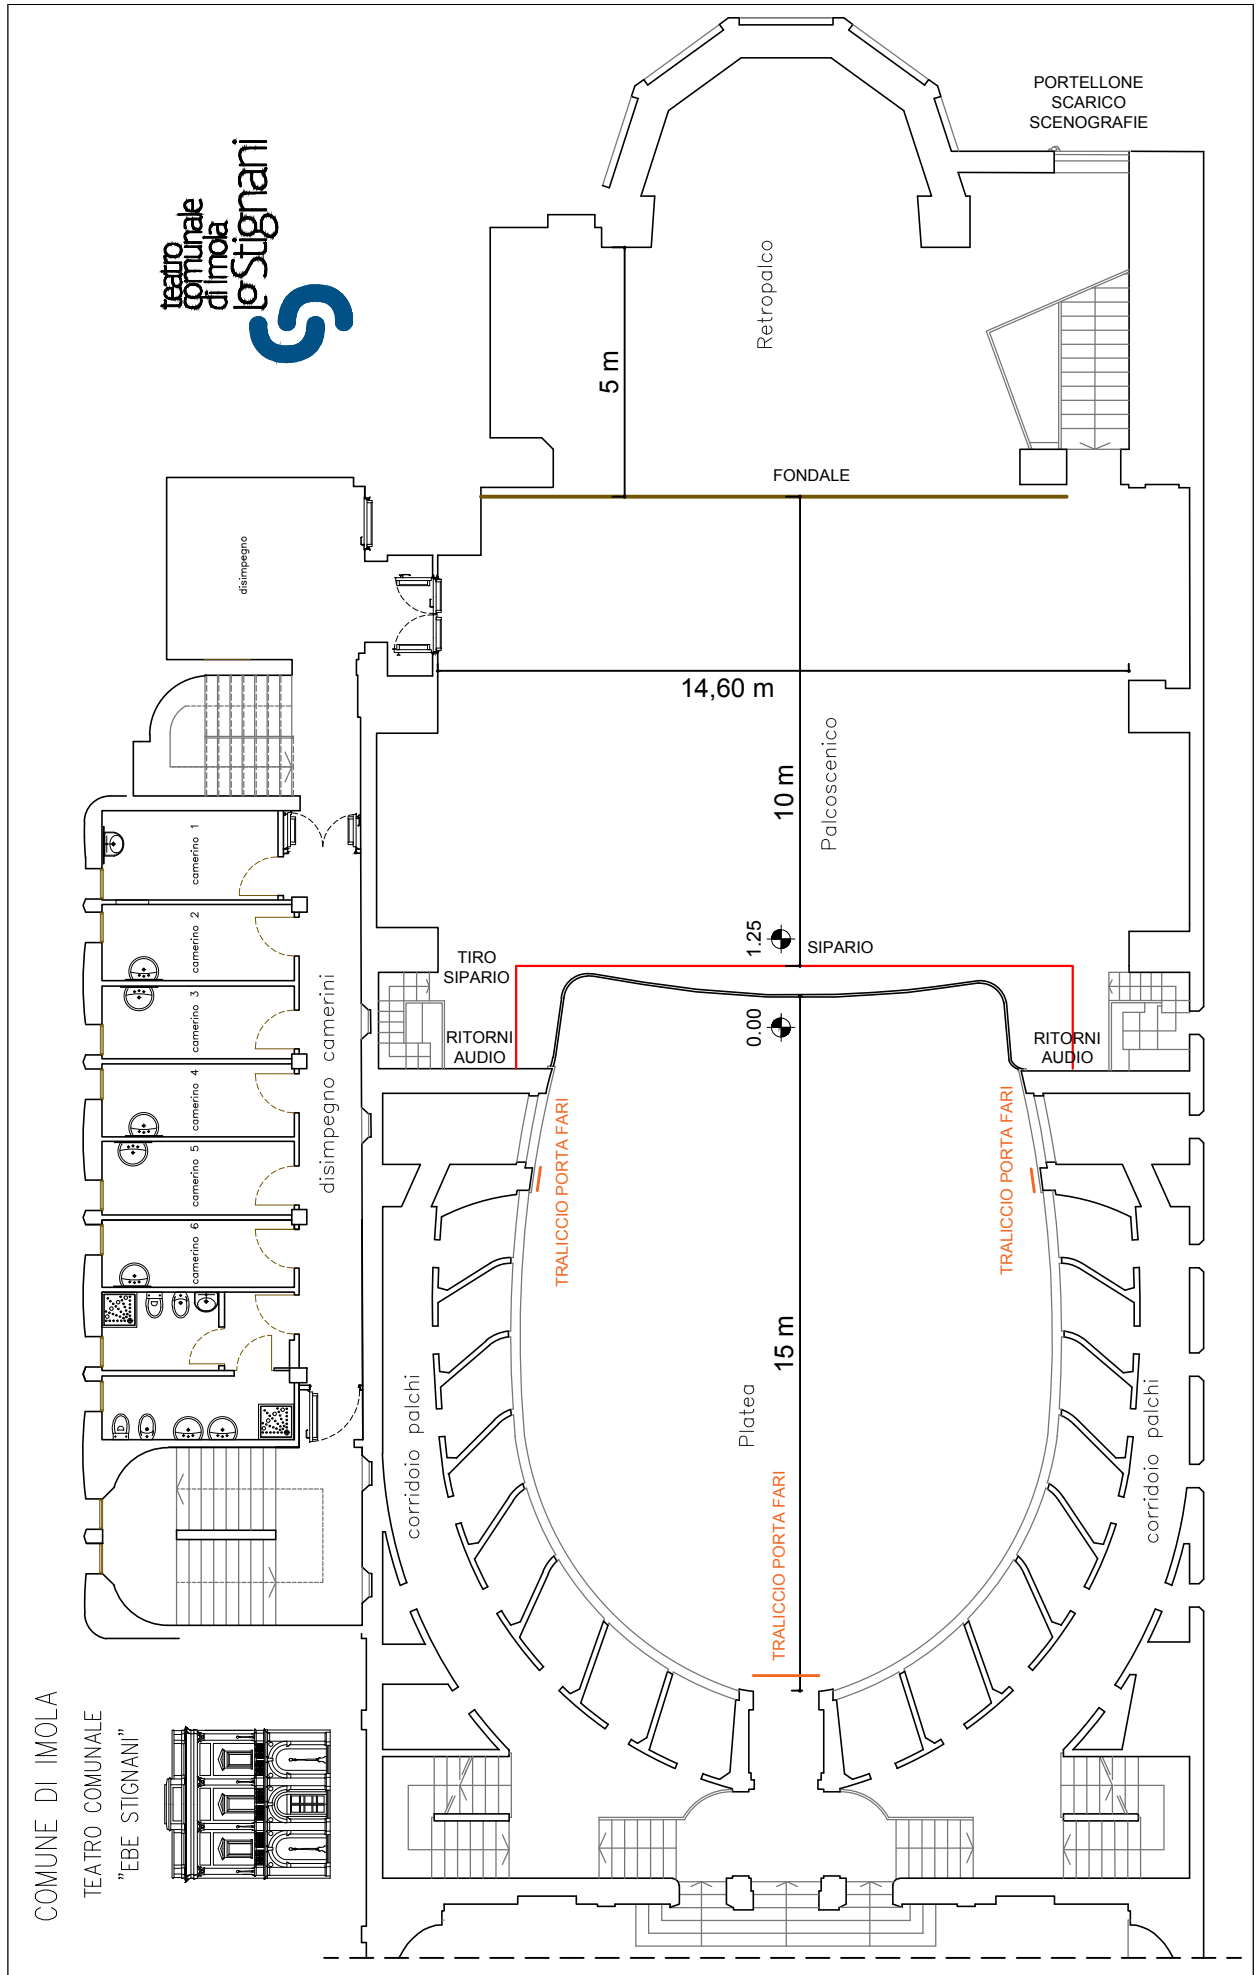 PORTELLONE
SCARICO
SCENOGRAFIE
teatro
comunale
di Imola
lo Stignani
Retropalco
5 m
FONDALE
disimpegno
14,60 m
Palcoscenico
10 m
camerino 1
camerino 2
camerino 3
camerino 4
camerino 5
camerino 6
disimpegno camerini
TIRO
SIPARIO
1.25
SIPARIO
0.00
RITORNI
AUDIO
RITORNI
AUDIO
TRALICCIO PORTA FARI
TRALICCIO PORTA FARI
15 m
Platea
corridoio palchi
corridoio palchi
TRALICCIO PORTA FARI
COMUNE DI IMOLA
TEATRO COMUNALE
"EBE STIGNANI"